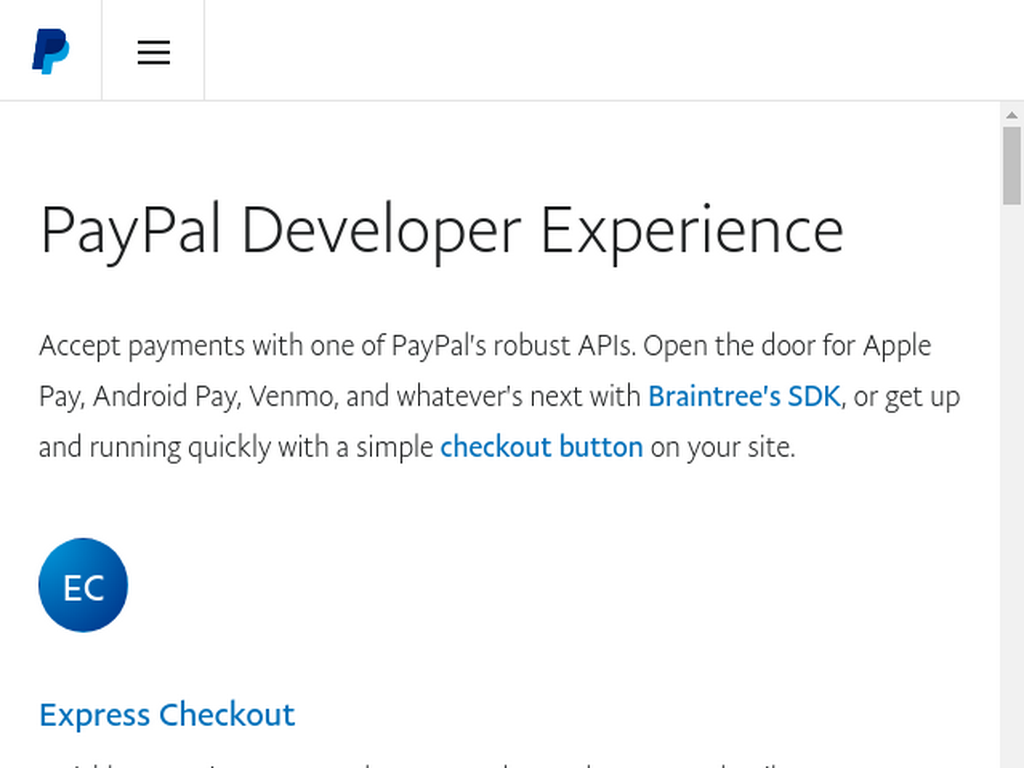 PayPal Developer Experience
Accept payments with one of PayPal's robust APIs. Open the door for Apple
Pay, Android Pay, Venmo, and whatever's next with Braintree's SDK, or get up
and running quickly with a simple checkout button on your site.
EC
Express Checkout